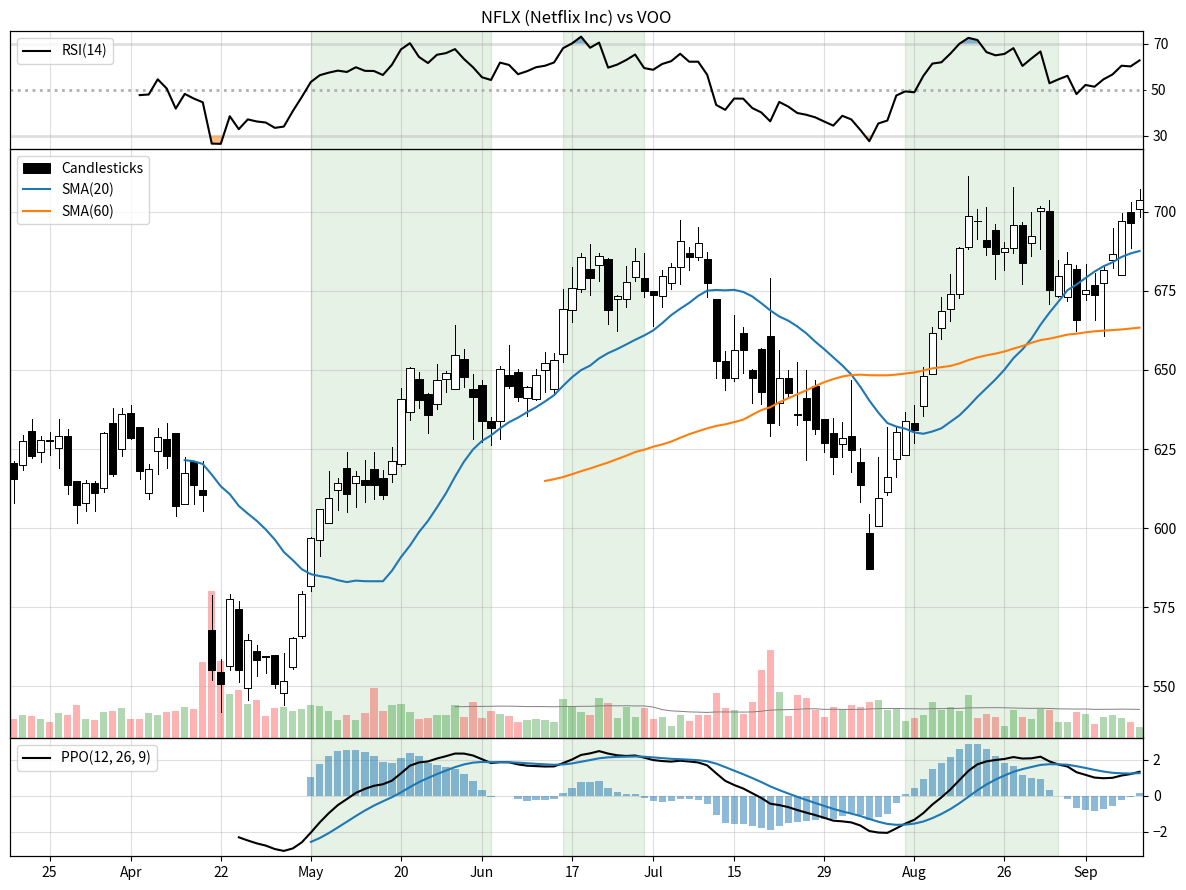 NFLX (Netflix Inc) vs VOO
RSI(14)
70
50
30
Candlesticks
SMA(20)
SMA(60)
700
675
650
625
600
575
550
PPO(12, 26, 9)
2
0
−2
25 Apr 22 May 20 Jun 17 Jul 15 29 Aug 26 Sep